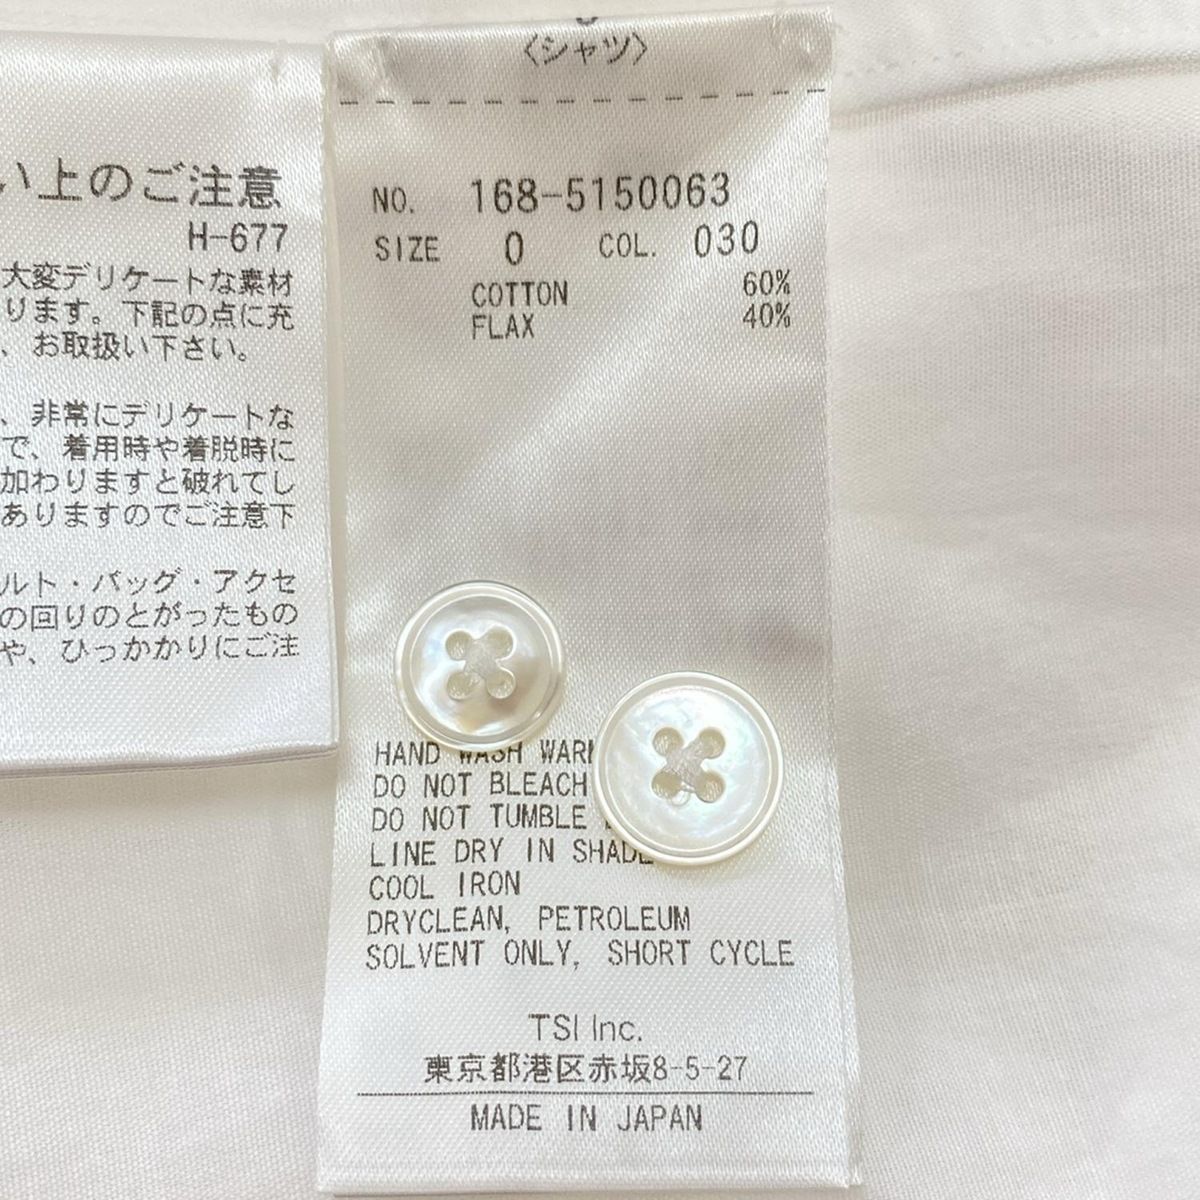 い上のご注意
H-677
大変デリケートな素材
ります。下記の点に充
、お取扱い下さい。
、非常にデリケートな
で、着用時や着脱時に
加わりますと破れてし
ありますのでご注意下
ルト・バッグ・アクセ
の回りのとがったもの
や、ひっかかりにご注
〈シャツ〉
NO. 168-5150063
SIZE 0 COL. 030
COTTON 60%
FLAX 40%
HAND WASH WARM
DO NOT BLEACH
DO NOT TUMBLE
LINE DRY IN SHADE
COOL IRON
DRYCLEAN, PETROLEUM
SOLVENT ONLY, SHORT CYCLE
TSI Inc.
東京都港区赤坂8-5-27
MADE IN JAPAN